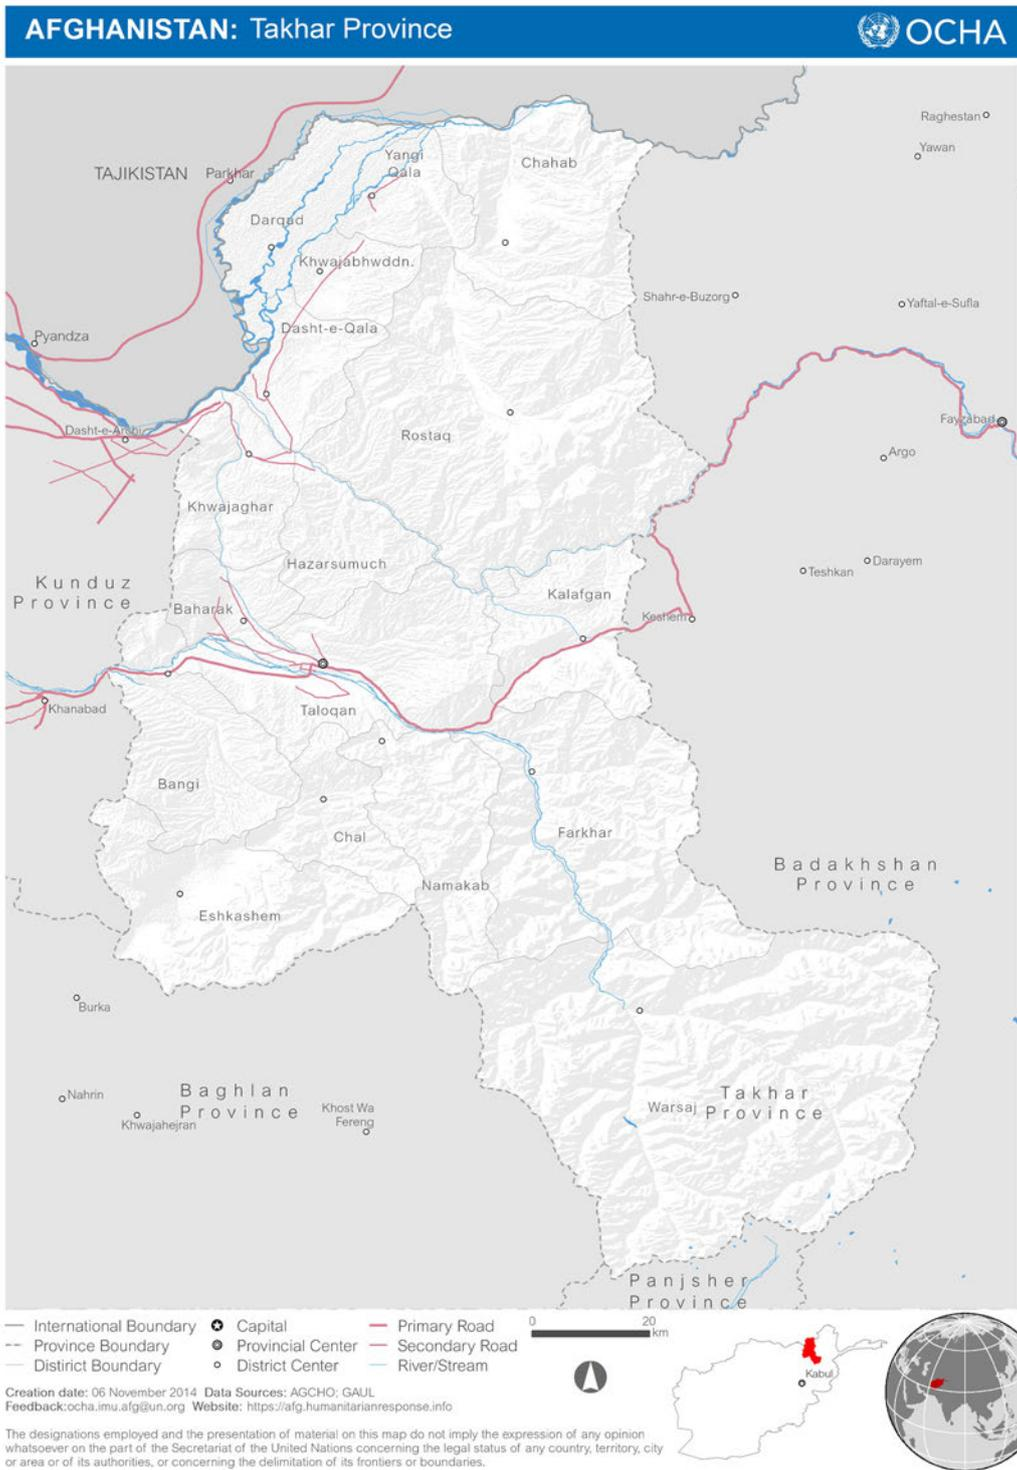 AFGHANISTAN: Takhar Province
OCHA
Raghestan
Yawan
Yangi
Qala
Chahab
TAJIKISTAN
Parkhar
Darqad
Khwajabhwddn.
Shahr-e-Buzorg
Yaftal-e-Sufla
Dasht-e-Qala
Pyandza
Fayzabad
Dasht-e-Archi
Rostaq
Argo
Khwajaghar
Hazarsumuch
Darayem
Teshkan
Kunduz
Province
Kalafgan
Baharak
Keshem
Khanabad
Taloqan
Bangi
Farkhar
Chal
Badakhshan
Province
Namakab
Eshkashem
Burka
Nahrin
Baghlan
Province
Khwajahejran
Khost Wa
Fereng
Takhar
Province
Warsaj
Panjsher
Province
International Boundary
Province Boundary
Distirict Boundary
Capital
Provincial Center
District Center
Primary Road
Secondary Road
River/Stream
0 20
km
Kabul
Creation date: 06 November 2014 Data Sources: AGCHO; GAUL
Feedback:ocha.imu.afg@un.org Website: https://afg.humanitarianresponse.info
The designations employed and the presentation of material on this map do not imply the expression of any opinion
whatsoever on the part of the Secretariat of the United Nations concerning the legal status of any country, territory, city
or area or of its authorities, or concerning the delimitation of its frontiers or boundaries.